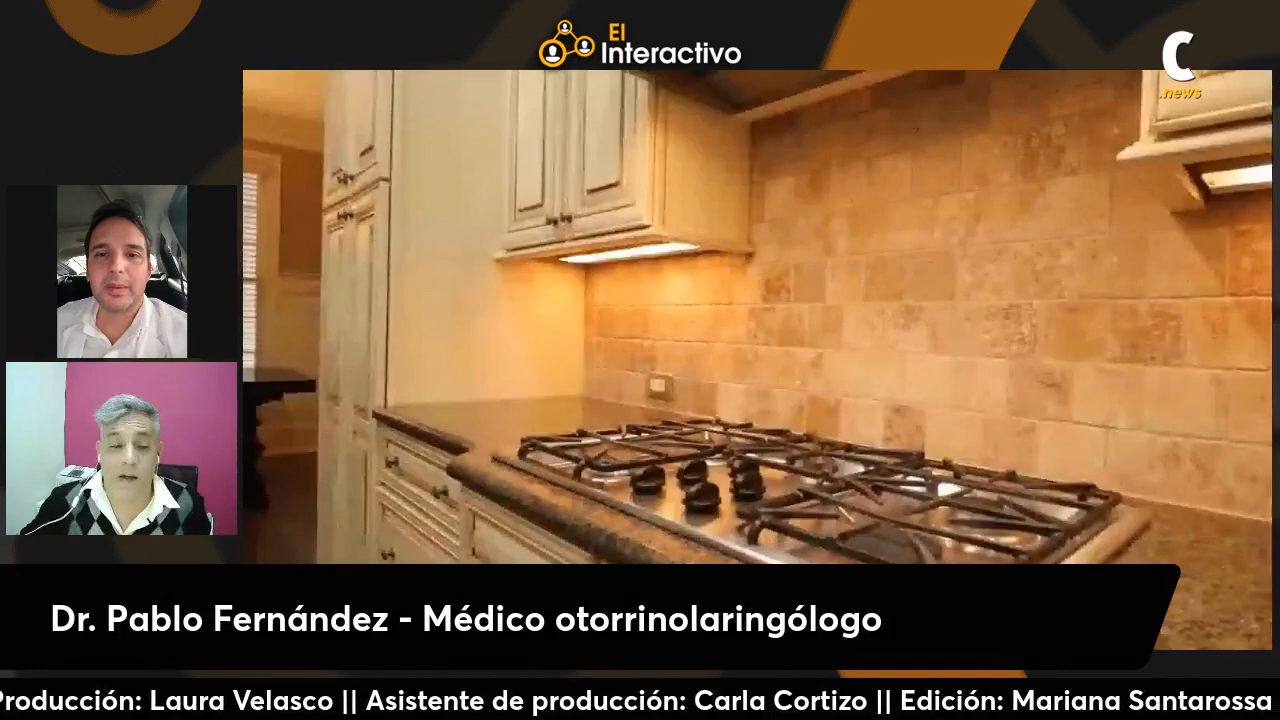 El
Interactivo
C
.news
Dr. Pablo Fernández - Médico otorrinolaringólogo
Producción: Laura Velasco || Asistente de producción: Carla Cortizo || Edición: Mariana Santarossa